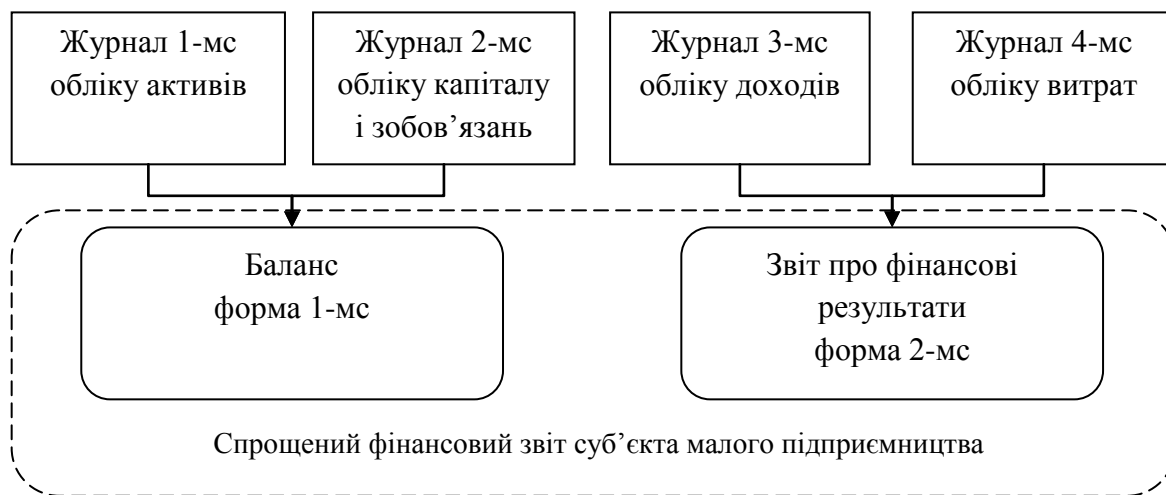 Журнал 1-мс
обліку активів
Журнал 2-мс
обліку капіталу
і зобов’язань
Журнал 3-мс
обліку доходів
Журнал 4-мс
обліку витрат
Баланс
форма 1-мс
Звіт про фінансові
результати
форма 2-мс
Спрощений фінансовий звіт суб’єкта малого підприємництва